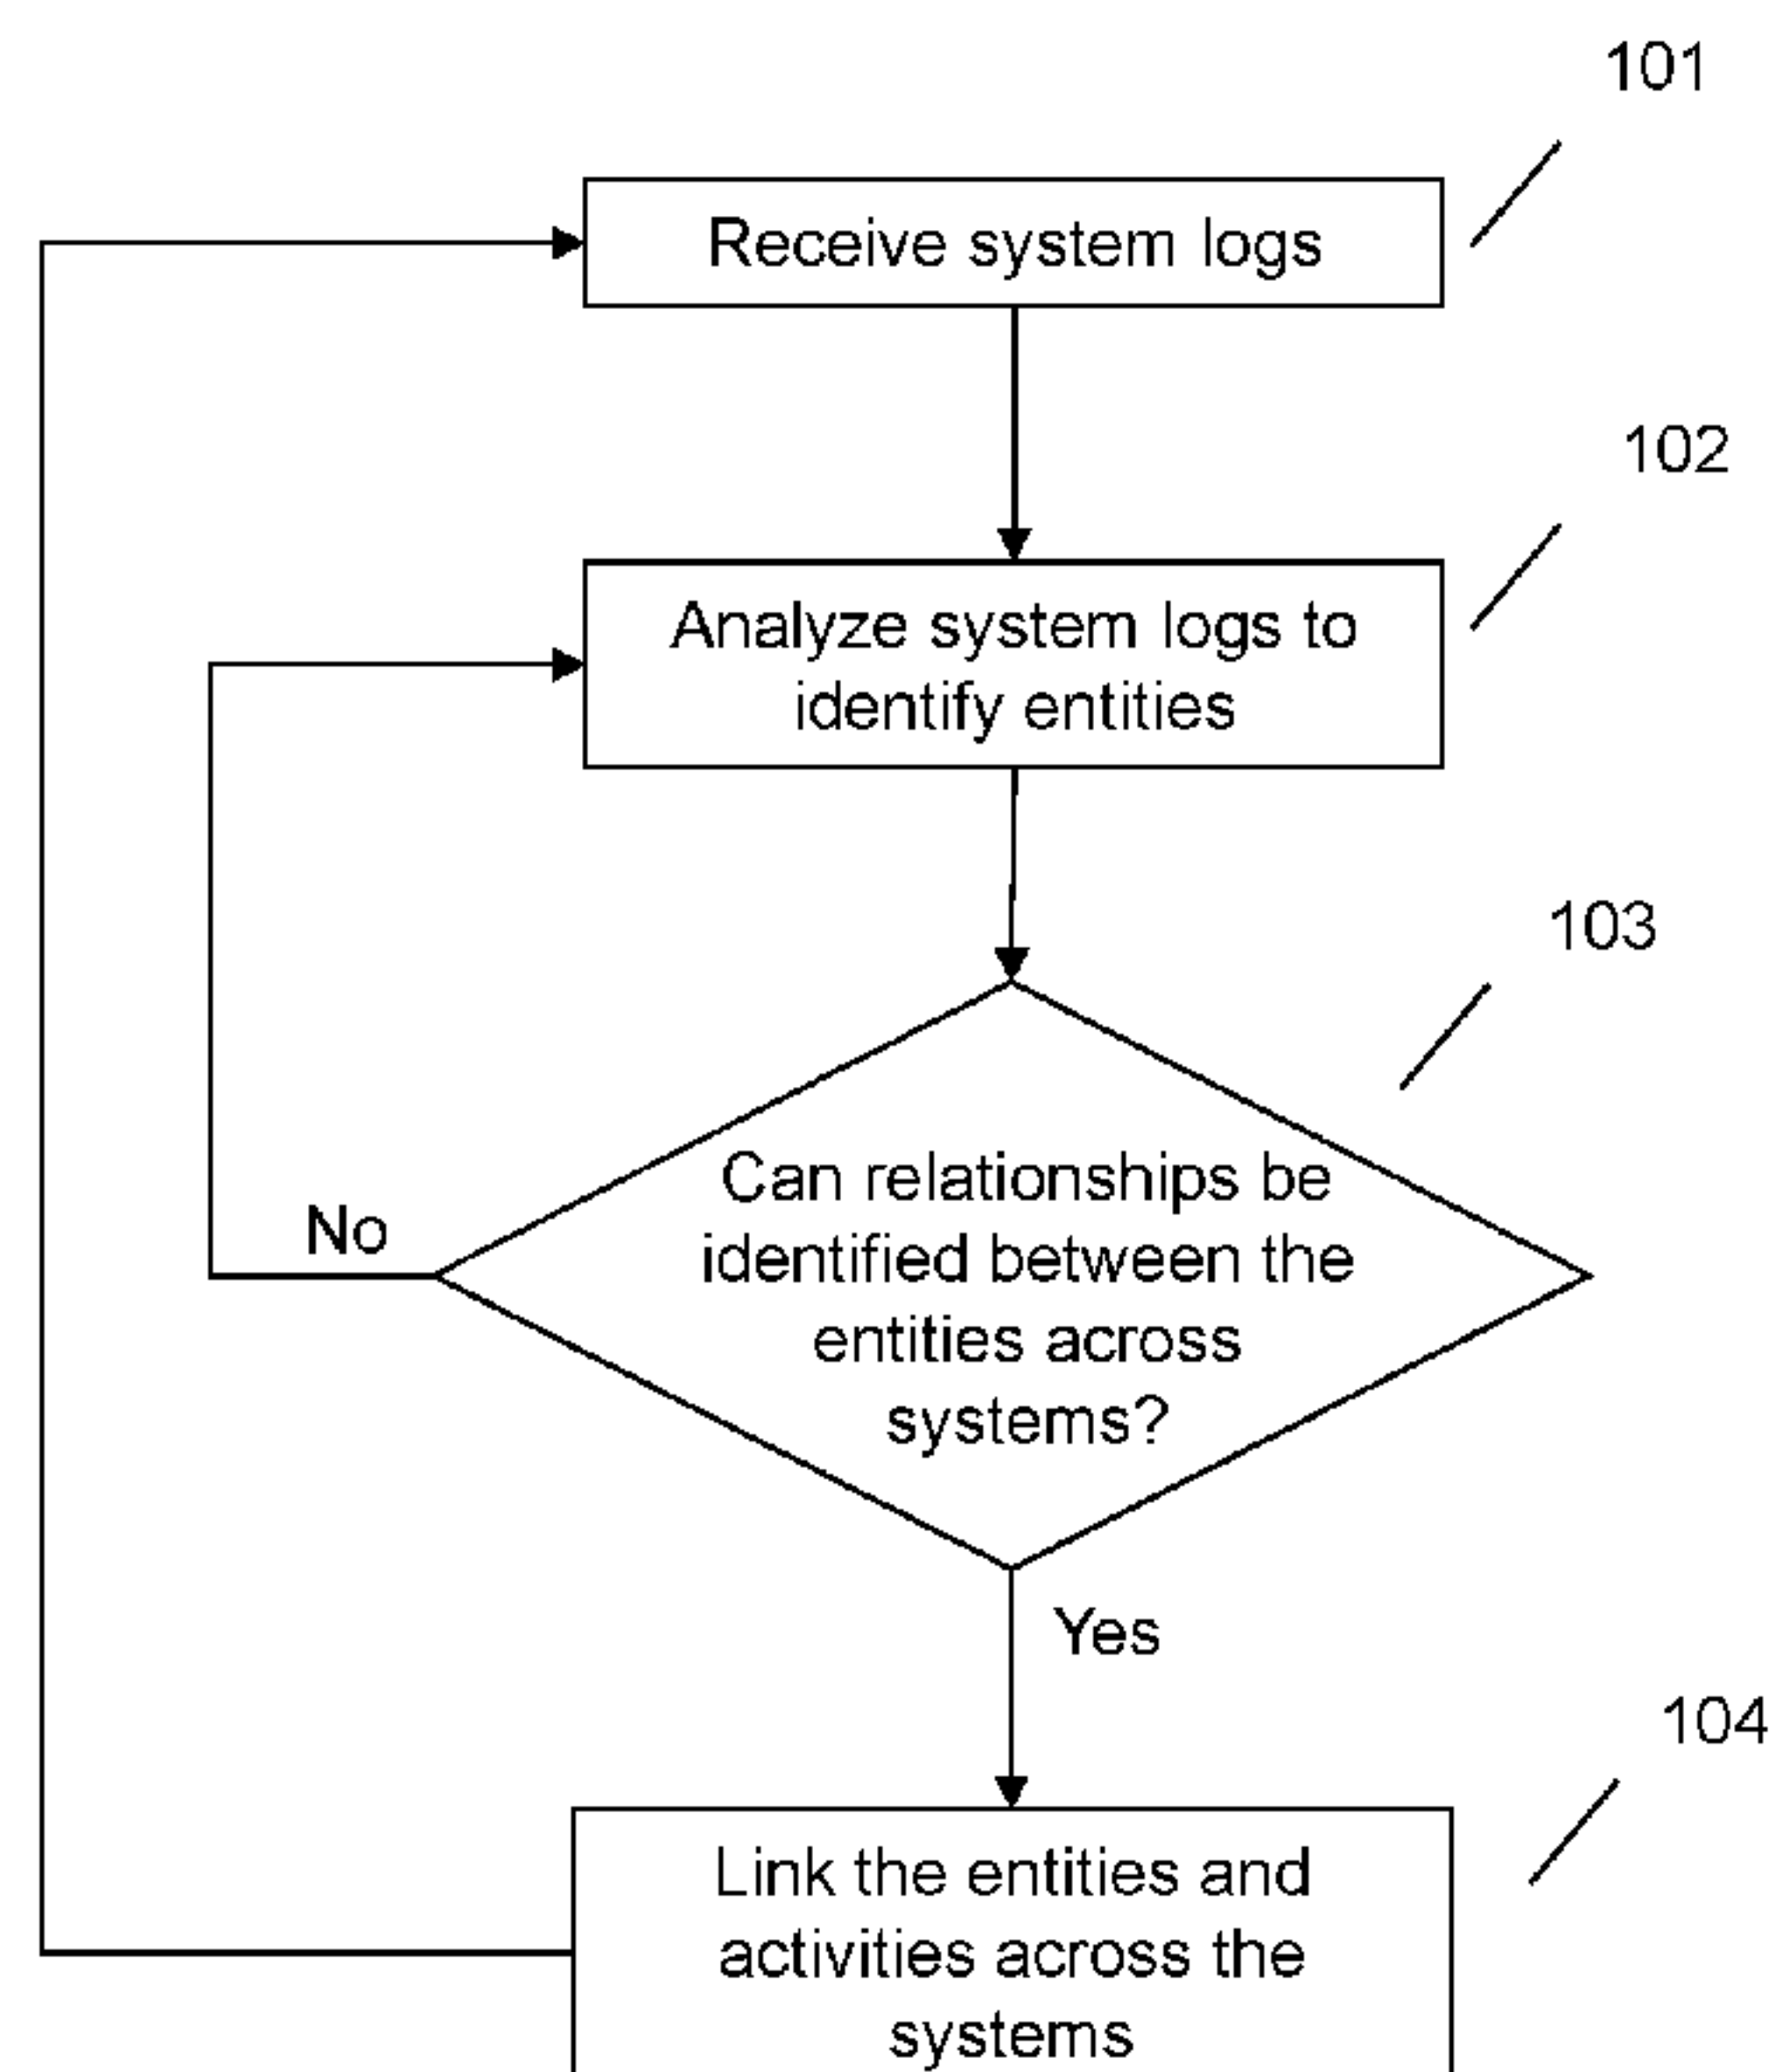 101
Receive system logs
102
Analyze system logs to
identify entities
103
Can relationships be
identified between the
entities across
systems?
No
Yes
104
Link the entities and
activities across the
systems